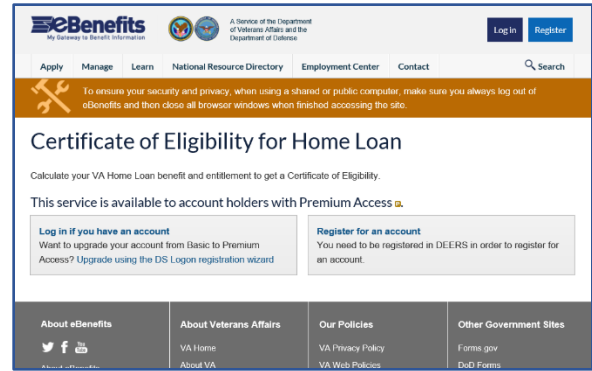 eBenefits
My Gateway to Benefit Information
A Service of the Department
of Veterans Affairs and the
Department of Defense
Log in
Register
Apply Manage Learn National Resource Directory Employment Center Contact Search
To ensure your security and privacy, when using a shared or public computer, make sure you always log out of
eBenefits and then close all browser windows when finished accessing the site.
Certificate of Eligibility for Home Loan
Calculate your VA Home Loan benefit and entitlement to get a Certificate of Eligibility.
This service is available to account holders with Premium Access
Log in if you have an account
Want to upgrade your account from Basic to Premium
Access? Upgrade using the DS Logon registration wizard
Register for an account
You need to be registered in DEERS in order to register for
an account.
About eBenefits
You Tube
About eBenefits
About Veterans Affairs
VA Home
About VA
Our Policies
VA Privacy Policy
VA Web Policies
Other Government Sites
Forms.gov
DoD Forms